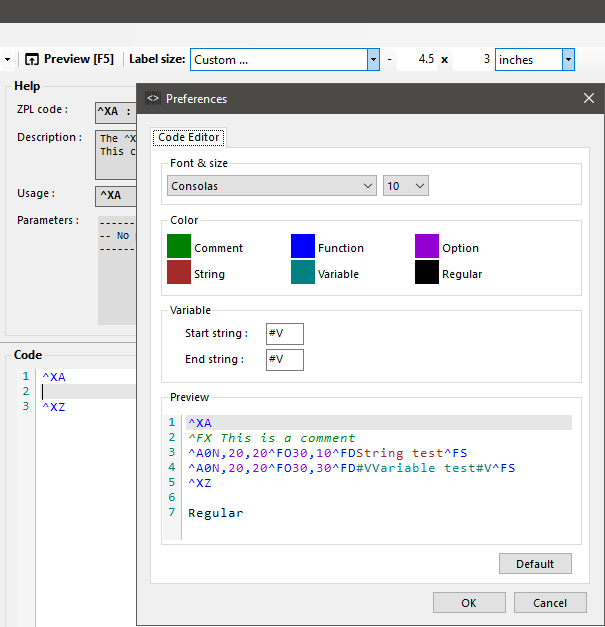 Preview [F5] Label size: Custom ... - 4.5 x 3 inches
Help
ZPL code : ^XA :
Description : The ^X
This c
Usage : ^XA
Parameters : -----
-- No
-----
Code
1 ^XA
2
3 ^XZ
<> Preferences
Code Editor
Font & size
Consolas 10
Color
Comment Function Option
String Variable Regular
Variable
Start string : #V
End string : #V
Preview
1 ^XA
2 ^FX This is a comment
3 ^A0N,20,20^FO30,10^FDString test^FS
4 ^A0N,20,20^FO30,30^FD#VVariable test#V^FS
5 ^XZ
6
7 Regular
Default
OK Cancel